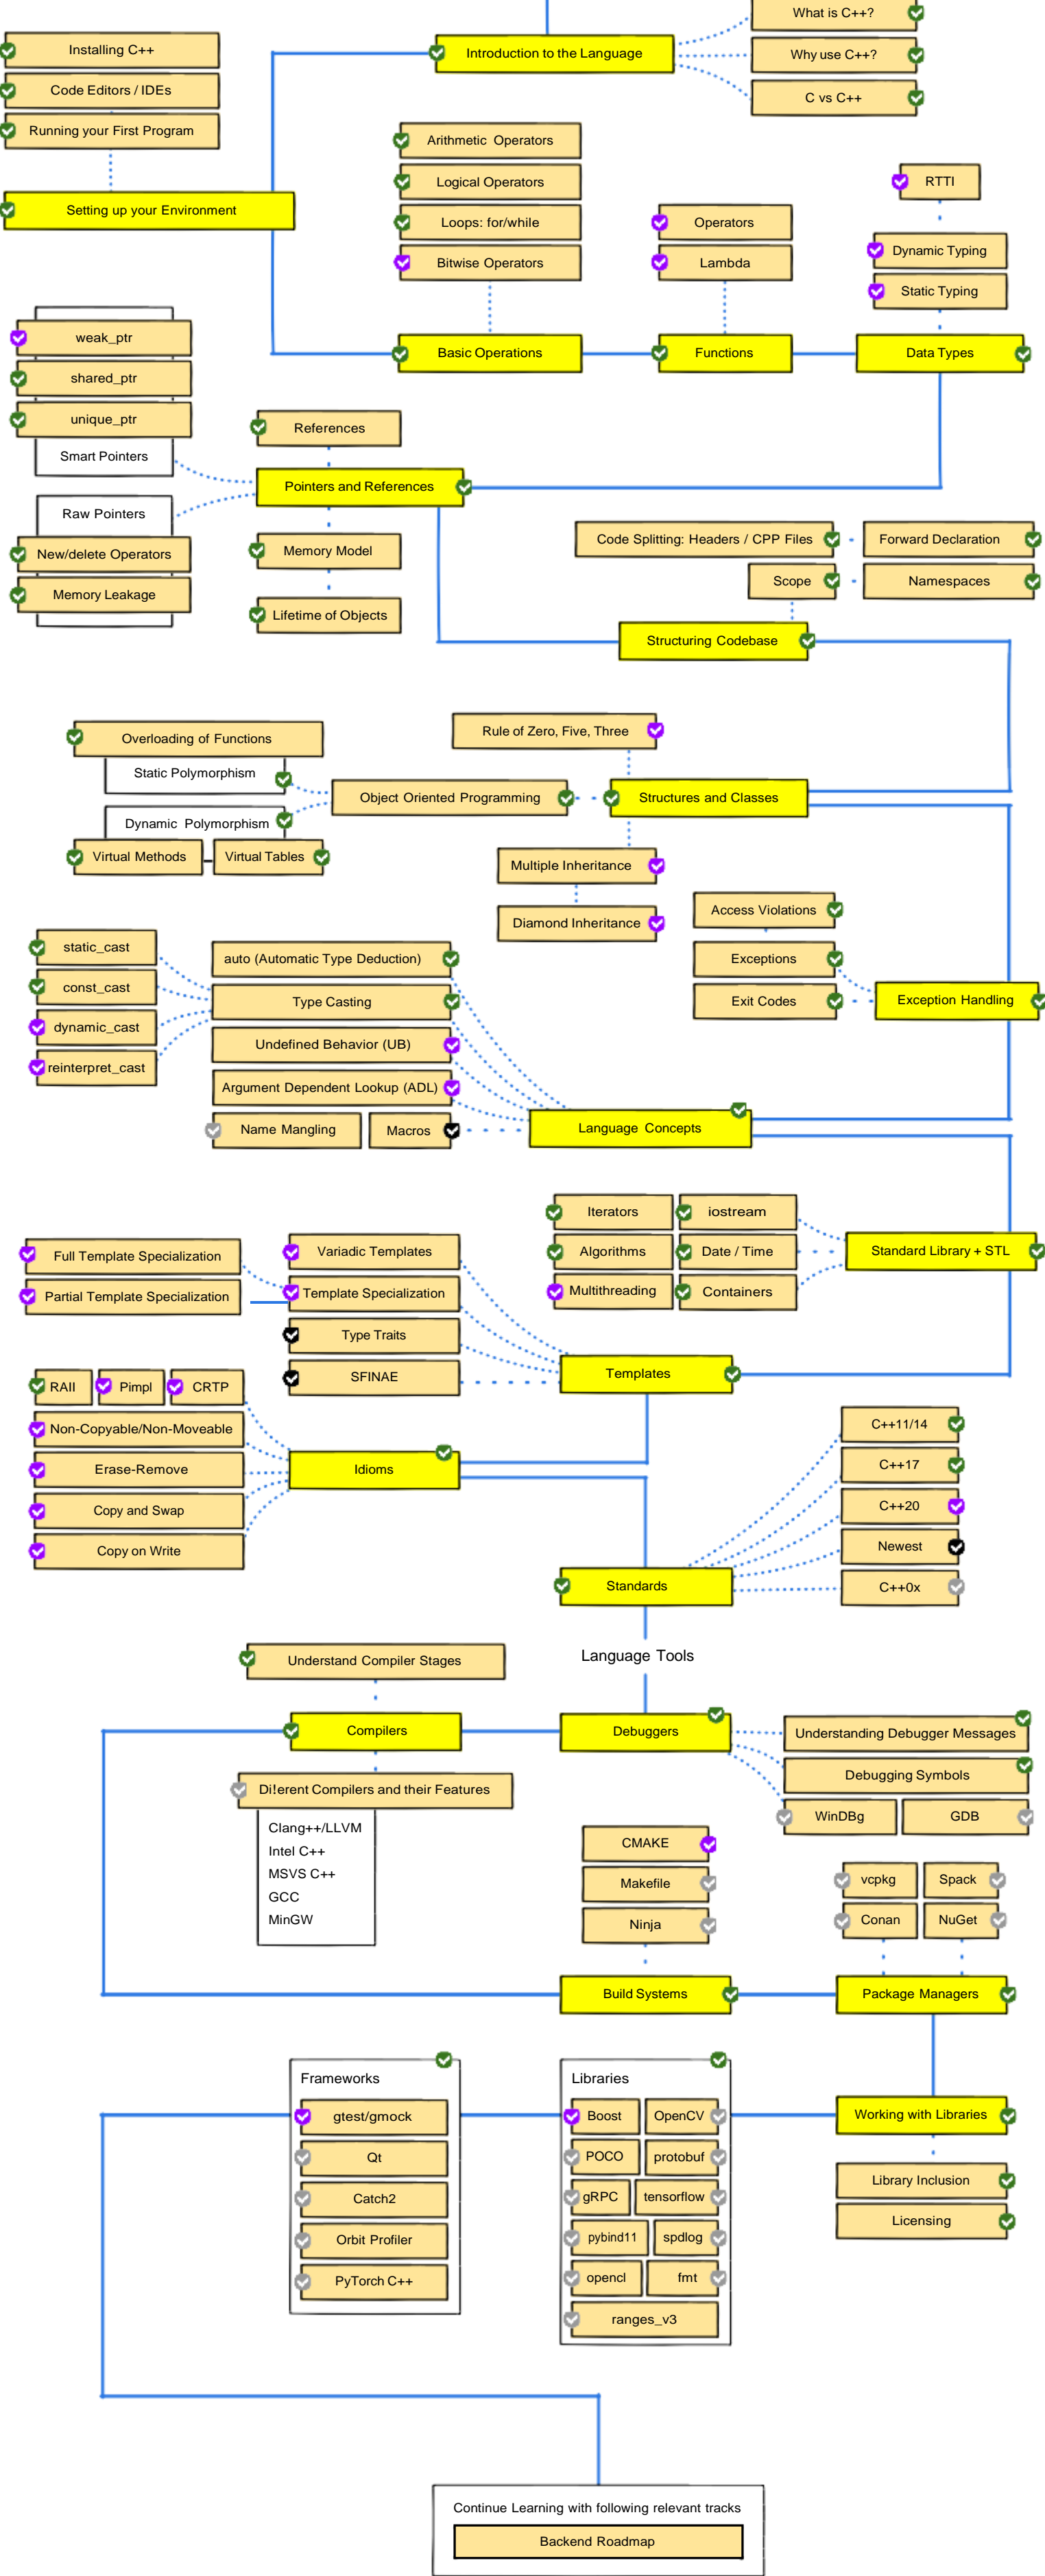 What is C++?
Introduction to the Language
Why use C++?
C vs C++
Installing C++
Code Editors / IDEs
Running your First Program
Setting up your Environment
Arithmetic Operators
Logical Operators
Loops: for/while
Bitwise Operators
Basic Operations
Operators
Lambda
Functions
RTTI
Dynamic Typing
Static Typing
Data Types
weak_ptr
shared_ptr
unique_ptr
Smart Pointers
Raw Pointers
New/delete Operators
Memory Leakage
References
Pointers and References
Memory Model
Lifetime of Objects
Code Splitting: Headers / CPP Files
Forward Declaration
Scope
Namespaces
Structuring Codebase
Overloading of Functions
Static Polymorphism
Dynamic Polymorphism
Virtual Methods
Virtual Tables
Rule of Zero, Five, Three
Object Oriented Programming
Structures and Classes
Multiple Inheritance
Diamond Inheritance
Access Violations
Exceptions
Exit Codes
Exception Handling
static_cast
const_cast
dynamic_cast
reinterpret_cast
auto (Automatic Type Deduction)
Type Casting
Undefined Behavior (UB)
Argument Dependent Lookup (ADL)
Name Mangling
Macros
Language Concepts
Iterators
iostream
Algorithms
Date / Time
Multithreading
Containers
Standard Library + STL
Full Template Specialization
Partial Template Specialization
Variadic Templates
Template Specialization
Type Traits
SFINAE
Templates
RAII
Pimpl
CRTP
Non-Copyable/Non-Moveable
Erase-Remove
Copy and Swap
Copy on Write
Idioms
C++11/14
C++17
C++20
Newest
C++0x
Standards
Language Tools
Understand Compiler Stages
Compilers
Di!erent Compilers and their Features
Clang++/LLVM
Intel C++
MSVS C++
GCC
MinGW
Debuggers
Understanding Debugger Messages
Debugging Symbols
WinDBg
GDB
CMAKE
Makefile
Ninja
Build Systems
vcpkg
Spack
Conan
NuGet
Package Managers
Frameworks
gtest/gmock
Qt
Catch2
Orbit Profiler
PyTorch C++
Libraries
Boost
OpenCV
POCO
protobuf
gRPC
tensorflow
pybind11
spdlog
opencl
fmt
ranges_v3
Working with Libraries
Library Inclusion
Licensing
Continue Learning with following relevant tracks
Backend Roadmap